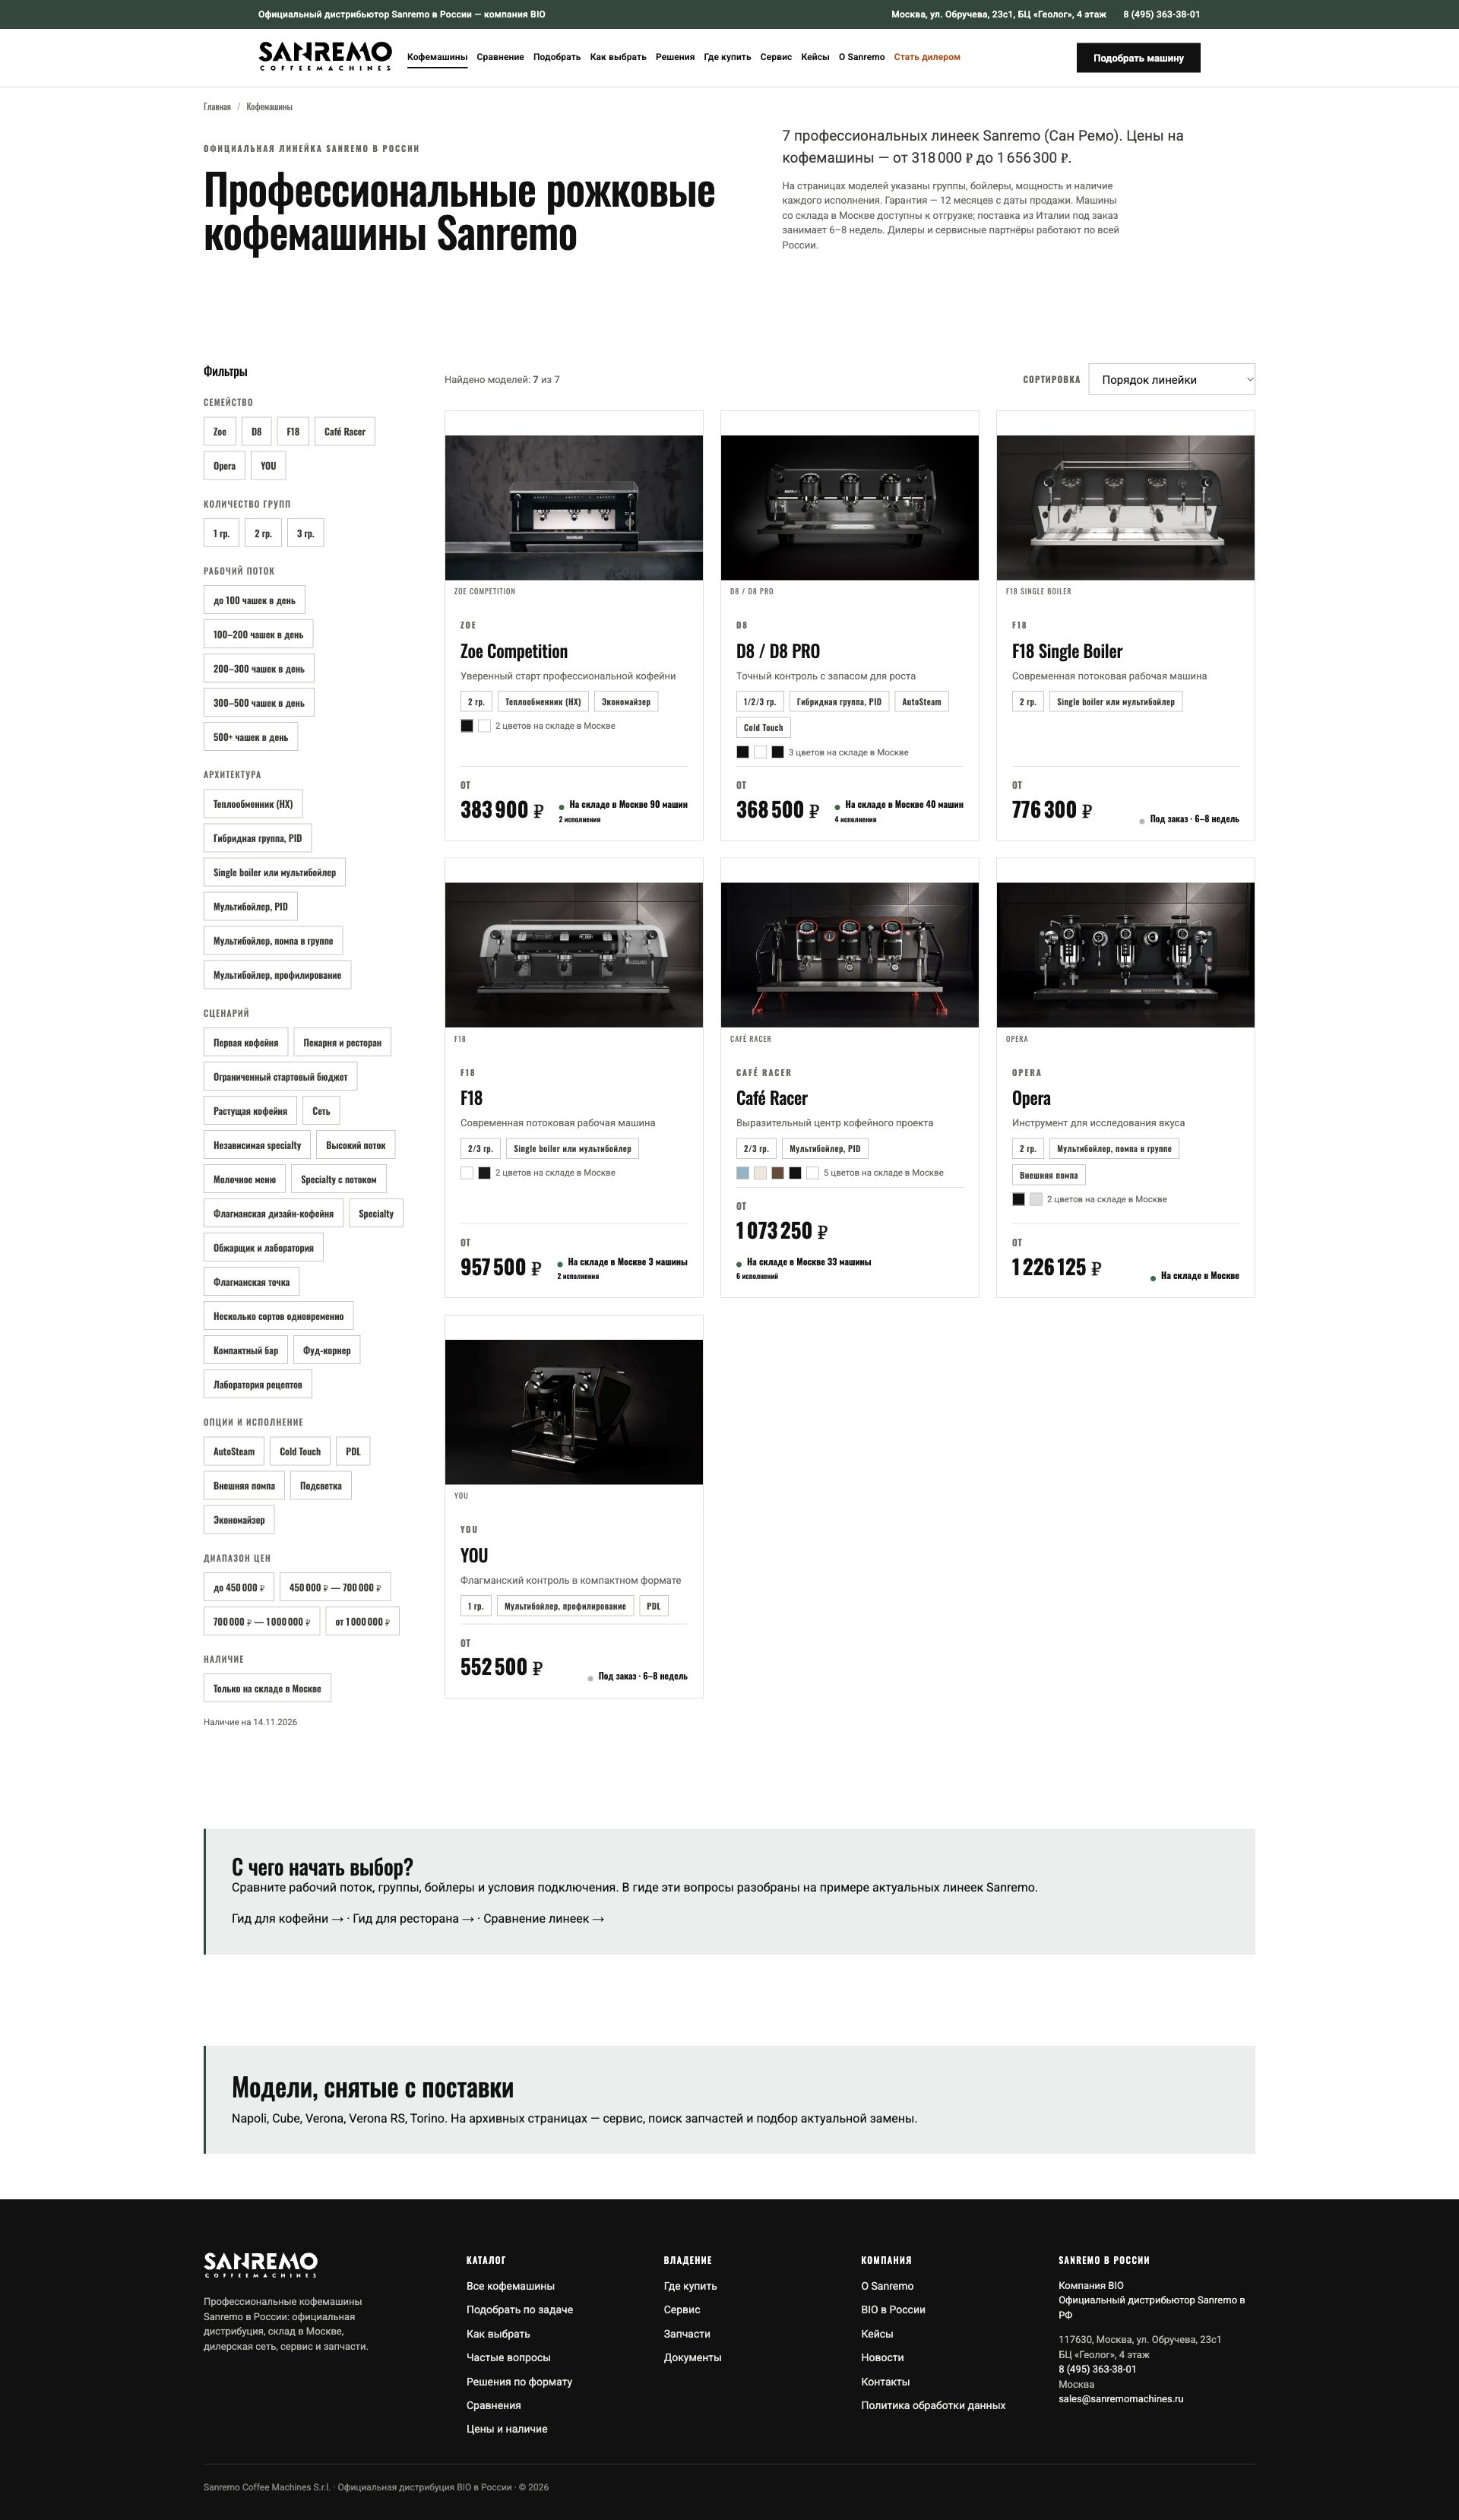 Официальный дистрибьютор Sanremo в России — компания BIO
Москва, ул. Обручева, 23с1, БЦ «Геолог», 4 этаж
8 (495) 363-38-01
SANREMO
COFFEEMACHINES
Кофемашины
Сравнение
Подобрать
Как выбрать
Решения
Где купить
Сервис
Кейсы
О Sanremo
Стать дилером
Подобрать машину
Главная / Кофемашины
ОФИЦИАЛЬНАЯ ЛИНЕЙКА SANREMO В РОССИИ
Профессиональные рожковые
кофемашины Sanremo
7 профессиональных линеек Sanremo (Сан Ремо). Цены на
кофемашины — от 318 000 ₽ до 1 656 300 ₽.
На страницах моделей указаны группы, бойлеры, мощность и наличие
каждого исполнения. Гарантия — 12 месяцев с даты продажи. Машины
со склада в Москве доступны к отгрузке; поставка из Италии под заказ
занимает 6–8 недель. Дилеры и сервисные партнёры работают по всей
России.
Фильтры
СЕМЕЙСТВО
Zoe
D8
F18
Café Racer
Opera
YOU
КОЛИЧЕСТВО ГРУПП
1 гр.
2 гр.
3 гр.
РАБОЧИЙ ПОТОК
до 100 чашек в день
100–200 чашек в день
200–300 чашек в день
300–500 чашек в день
500+ чашек в день
АРХИТЕКТУРА
Теплообменник (HX)
Гибридная группа, PID
Single boiler или мультибойлер
Мультибойлер, PID
Мультибойлер, помпа в группе
Мультибойлер, профилирование
СЦЕНАРИЙ
Первая кофейня
Пекарня и ресторан
Ограниченный стартовый бюджет
Растущая кофейня
Сеть
Независимая specialty
Высокий поток
Молочное меню
Specialty с потоком
Флагманская дизайн-кофейня
Specialty
Обжарщик и лаборатория
Флагманская точка
Несколько сортов одновременно
Компактный бар
Фуд-корнер
Лаборатория рецептов
ОПЦИИ И ИСПОЛНЕНИЕ
AutoSteam
Cold Touch
PDL
Внешняя помпа
Подсветка
Экономайзер
ДИАПАЗОН ЦЕН
до 450 000 ₽
450 000 ₽ — 700 000 ₽
700 000 ₽ — 1 000 000 ₽
от 1 000 000 ₽
НАЛИЧИЕ
Только на складе в Москве
Наличие на 14.11.2026
Найдено моделей: 7 из 7
СОРТИРОВКА
Порядок линейки
ZOE COMPETITION
ZOE
Zoe Competition
Уверенный старт профессиональной кофейни
2 гр.
Теплообменник (HX)
Экономайзер
2 цветов на складе в Москве
ОТ
383 900 ₽
На складе в Москве 90 машин
2 исполнения
D8 / D8 PRO
D8
D8 / D8 PRO
Точный контроль с запасом для роста
1/2/3 гр.
Гибридная группа, PID
AutoSteam
Cold Touch
3 цветов на складе в Москве
ОТ
368 500 ₽
На складе в Москве 40 машин
4 исполнения
F18 SINGLE BOILER
F18
F18 Single Boiler
Современная потоковая рабочая машина
2 гр.
Single boiler или мультибойлер
ОТ
776 300 ₽
Под заказ · 6–8 недель
F18
F18
F18
Современная потоковая рабочая машина
2/3 гр.
Single boiler или мультибойлер
2 цветов на складе в Москве
ОТ
957 500 ₽
На складе в Москве 3 машины
2 исполнения
CAFÉ RACER
CAFÉ RACER
Café Racer
Выразительный центр кофейного проекта
2/3 гр.
Мультибойлер, PID
5 цветов на складе в Москве
ОТ
1 073 250 ₽
На складе в Москве 33 машины
6 исполнений
OPERA
OPERA
Opera
Инструмент для исследования вкуса
2 гр.
Мультибойлер, помпа в группе
Внешняя помпа
2 цветов на складе в Москве
ОТ
1 226 125 ₽
На складе в Москве
YOU
YOU
YOU
Флагманский контроль в компактном формате
1 гр.
Мультибойлер, профилирование
PDL
ОТ
552 500 ₽
Под заказ · 6–8 недель
С чего начать выбор?
Сравните рабочий поток, группы, бойлеры и условия подключения. В гиде эти вопросы разобраны на примере актуальных линеек Sanremo.
Гид для кофейни → · Гид для ресторана → · Сравнение линеек →
Модели, снятые с поставки
Napoli, Cube, Verona, Verona RS, Torino. На архивных страницах — сервис, поиск запчастей и подбор актуальной замены.
SANREMO
COFFEEMACHINES
Профессиональные кофемашины
Sanremo в России: официальная
дистрибуция, склад в Москве,
дилерская сеть, сервис и запчасти.
КАТАЛОГ
Все кофемашины
Подобрать по задаче
Как выбрать
Частые вопросы
Решения по формату
Сравнения
Цены и наличие
ВЛАДЕНИЕ
Где купить
Сервис
Запчасти
Документы
КОМПАНИЯ
О Sanremo
BIO в России
Кейсы
Новости
Контакты
Политика обработки данных
SANREMO В РОССИИ
Компания BIO
Официальный дистрибьютор Sanremo в
РФ
117630, Москва, ул. Обручева, 23с1
БЦ «Геолог», 4 этаж
8 (495) 363-38-01
Москва
sales@sanremomachines.ru
Sanremo Coffee Machines S.r.l. · Официальная дистрибуция BIO в России · © 2026